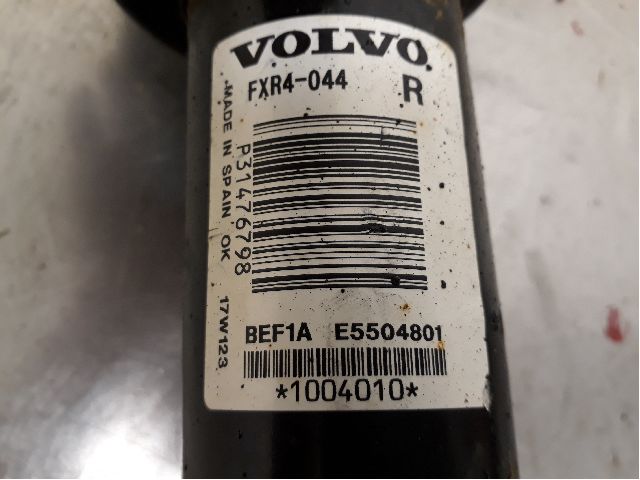 VOLVO
FXR4-044 R
MADE IN SPAIN OK 17W123
P31476798
BEF1A E5504801
*1004010*